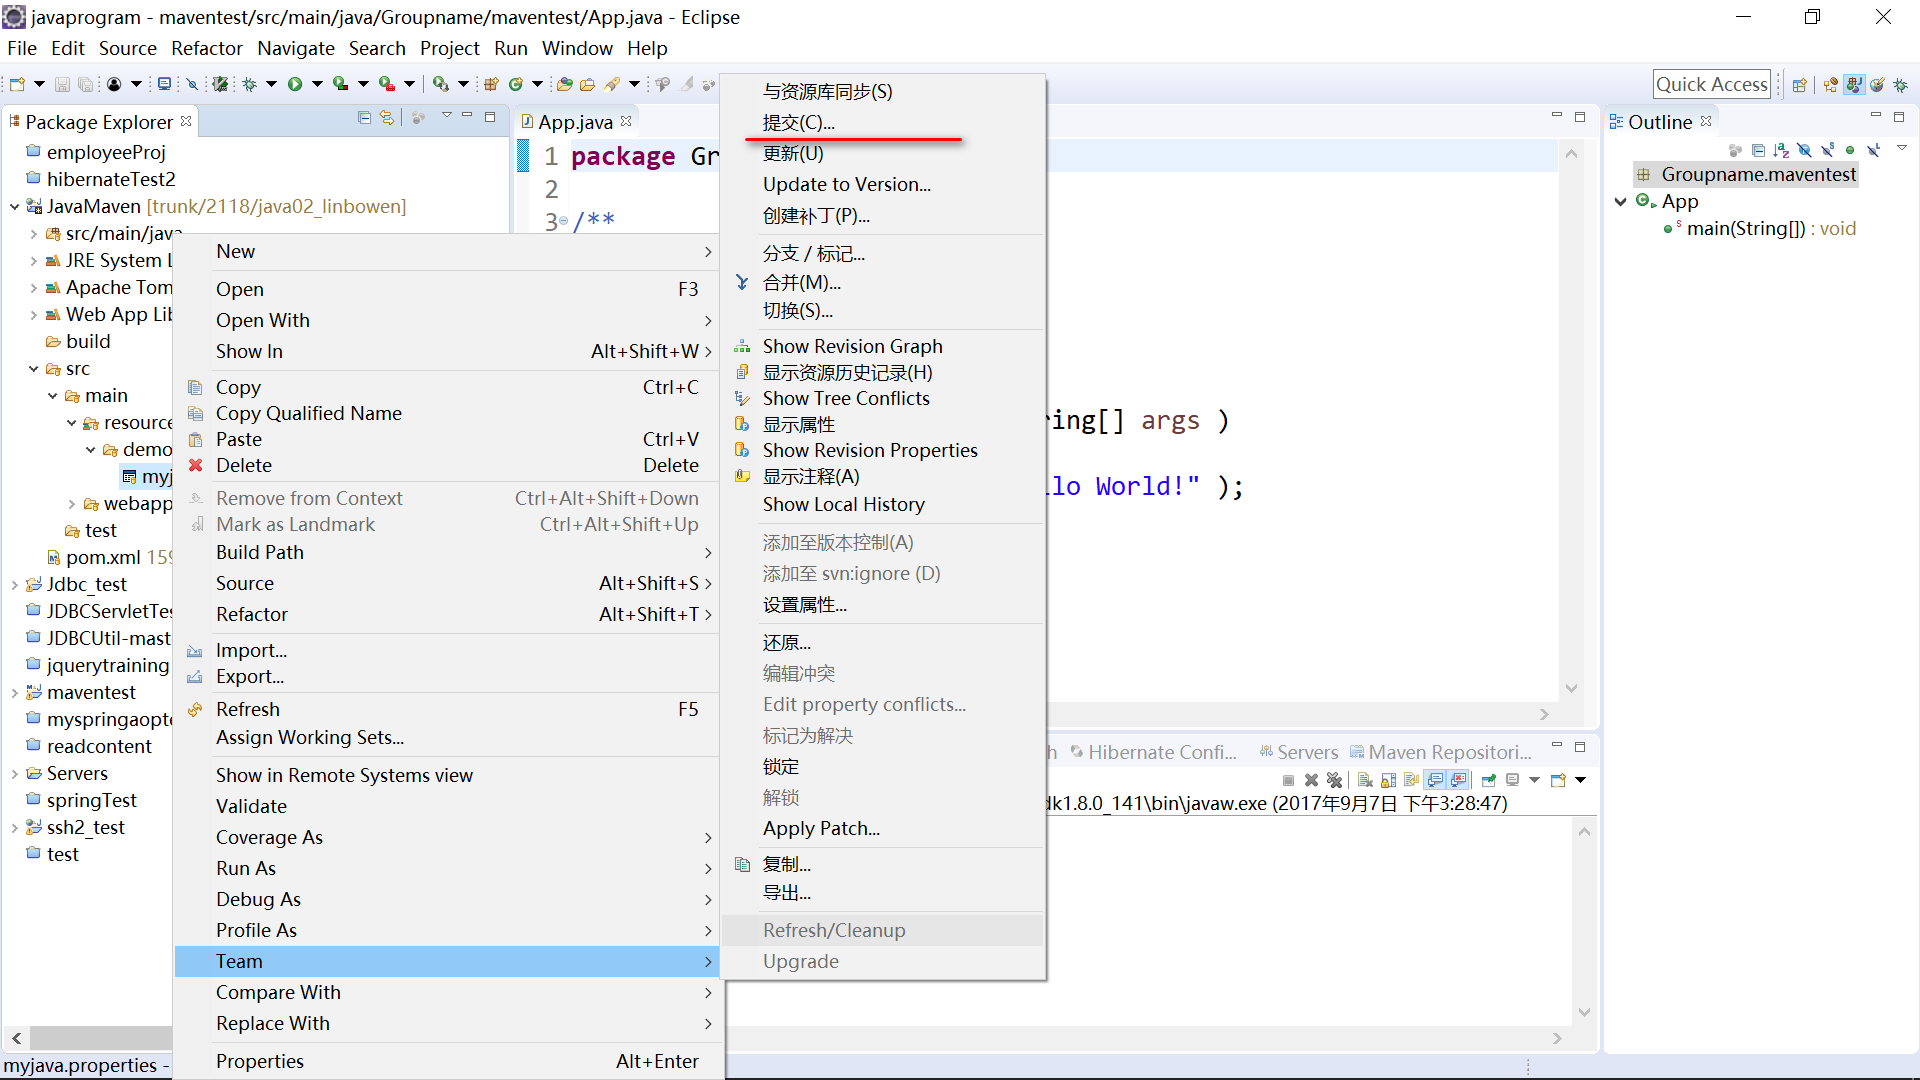 javaprogram - maventest/src/main/java/Groupname/maventest/App.java - Eclipse
File Edit Source Refactor Navigate Search Project Run Window Help
Quick Access
Package Explorer
employeeProj
hibernateTest2
JavaMaven [trunk/2118/java02_linbowen]
src/main/java
JRE System L
Apache Tom
Web App Lib
build
src
main
resource
demo
myj
webapp
test
pom.xml 159
Jdbc_test
JDBCServletTes
JDBCUtil-mast
jquerytraining
maventest
myspringaopte
readcontent
Servers
springTest
ssh2_test
test
myjava.properties -
New
Open F3
Open With
Show In Alt+Shift+W
Copy Ctrl+C
Copy Qualified Name
Paste Ctrl+V
Delete Delete
Remove from Context Ctrl+Alt+Shift+Down
Mark as Landmark Ctrl+Alt+Shift+Up
Build Path
Source Alt+Shift+S
Refactor Alt+Shift+T
Import...
Export...
Refresh F5
Assign Working Sets...
Show in Remote Systems view
Validate
Coverage As
Run As
Debug As
Profile As
Team
Compare With
Replace With
Properties Alt+Enter
与资源库同步(S)
提交(C)...
更新(U)
Update to Version...
创建补丁(P)...
分支 / 标记...
合并(M)...
切换(S)...
Show Revision Graph
显示资源历史记录(H)
Show Tree Conflicts
显示属性
Show Revision Properties
显示注释(A)
Show Local History
添加至版本控制(A)
添加至 svn:ignore (D)
设置属性...
还原...
编辑冲突
Edit property conflicts...
标记为解决
锁定
解锁
Apply Patch...
复制...
导出...
Refresh/Cleanup
Upgrade
App.java
1 package Gr
2
3 /**
ring[] args )
llo World!" );
h Hibernate Confi... Servers Maven Repositori...
dk1.8.0_141\bin\javaw.exe (2017年9月7日 下午3:28:47)
Outline
Groupname.maventest
App
main(String[]) : void